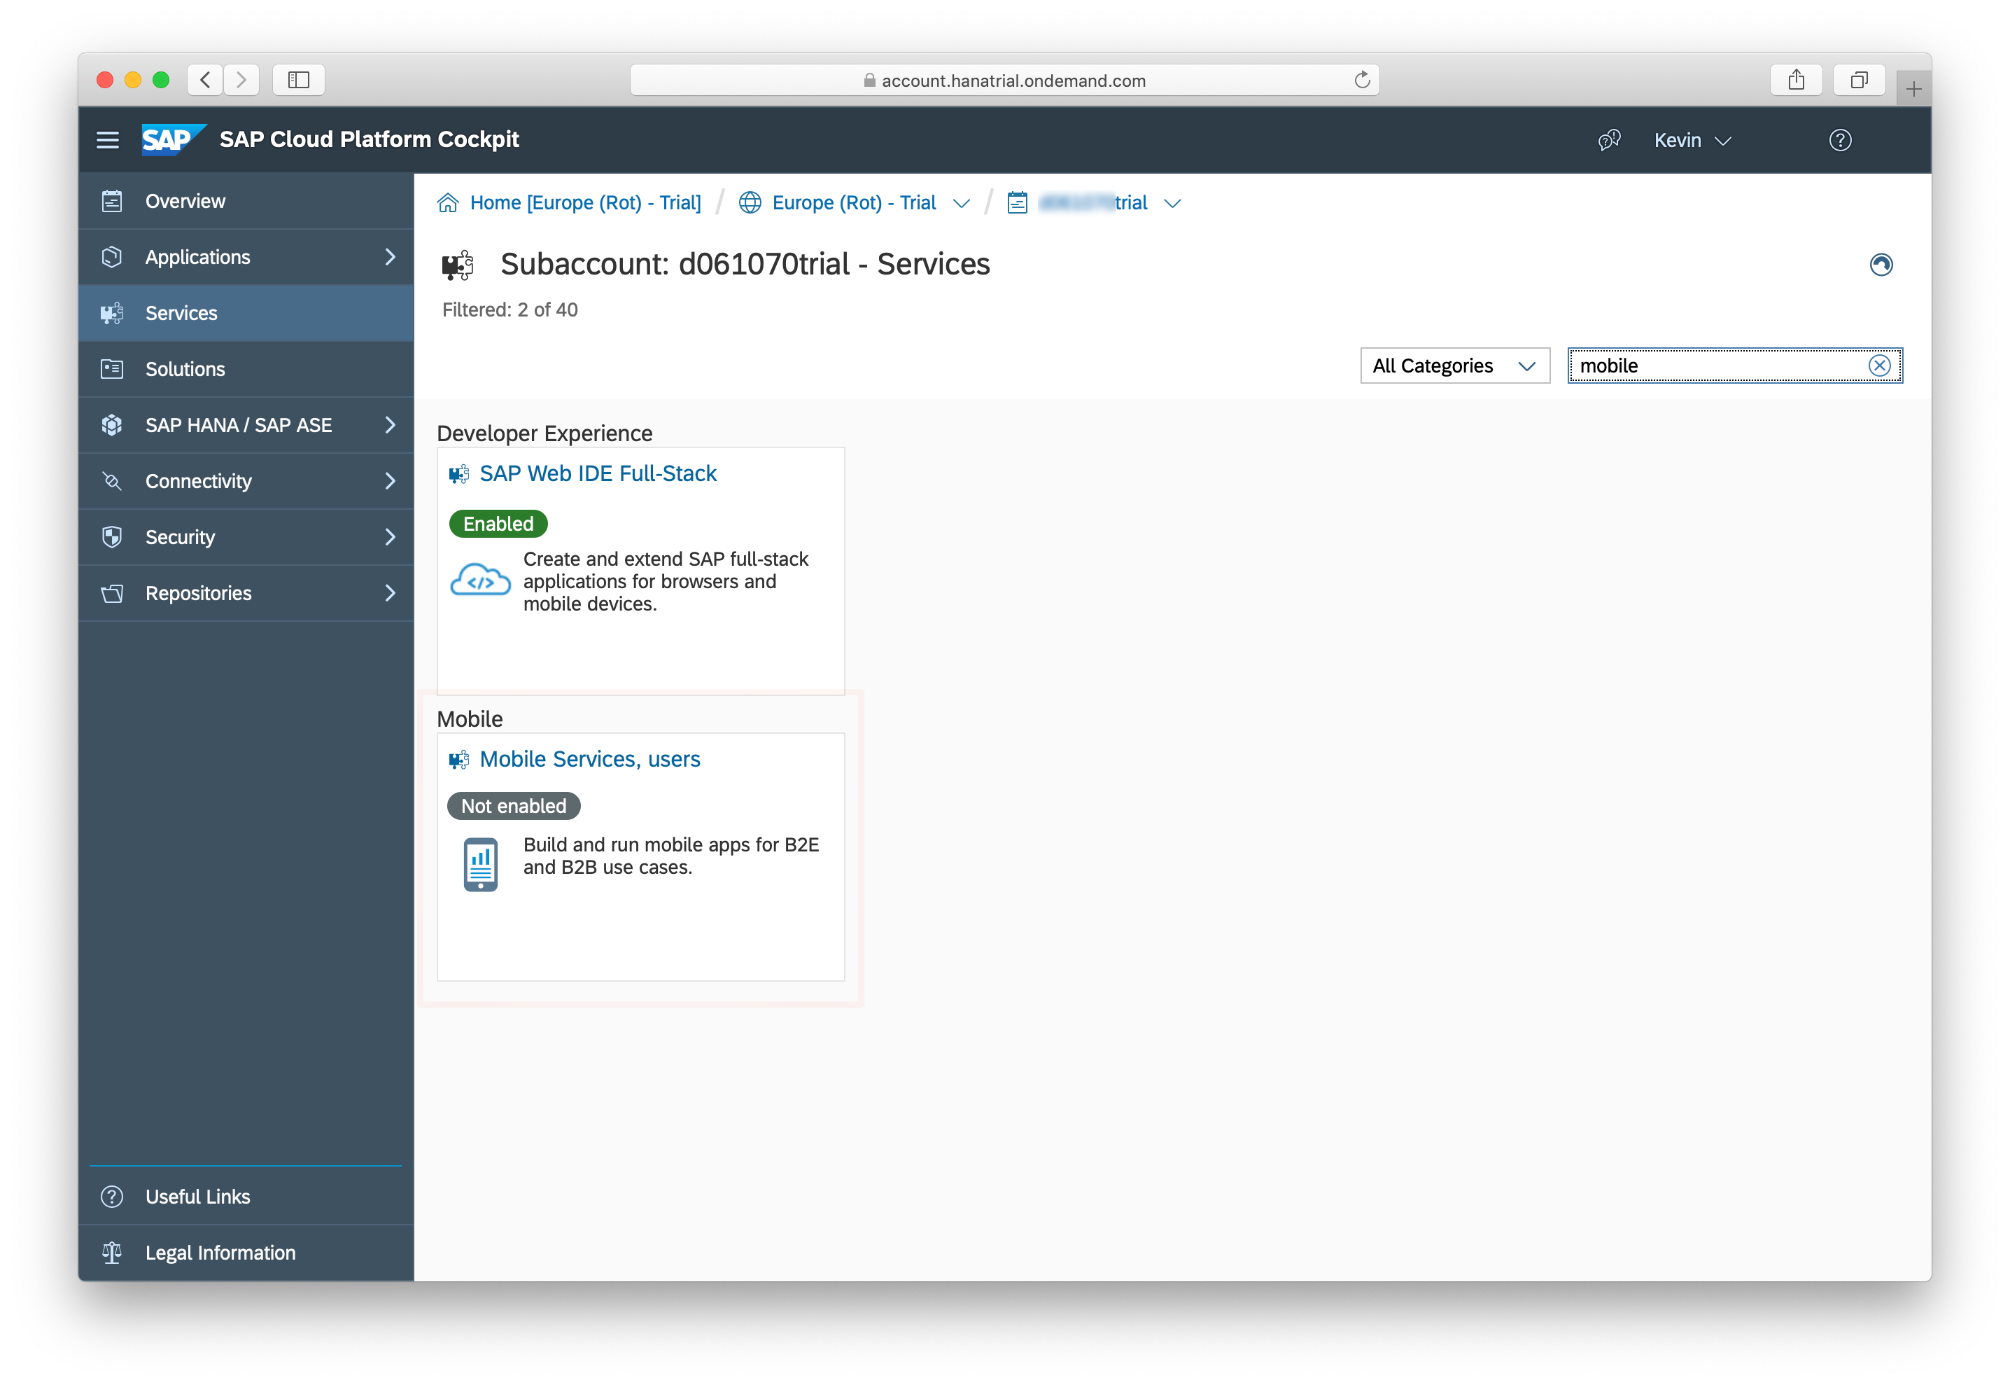 account.hanatrial.ondemand.com
SAP SAP Cloud Platform Cockpit
Kevin
Overview
Applications
Services
Solutions
SAP HANA / SAP ASE
Connectivity
Security
Repositories
Useful Links
Legal Information
Home [Europe (Rot) - Trial] / Europe (Rot) - Trial / trial
Subaccount: d061070trial - Services
Filtered: 2 of 40
All Categories
mobile
Developer Experience
SAP Web IDE Full-Stack
Enabled
Create and extend SAP full-stack
applications for browsers and
mobile devices.
Mobile
Mobile Services, users
Not enabled
Build and run mobile apps for B2E
and B2B use cases.